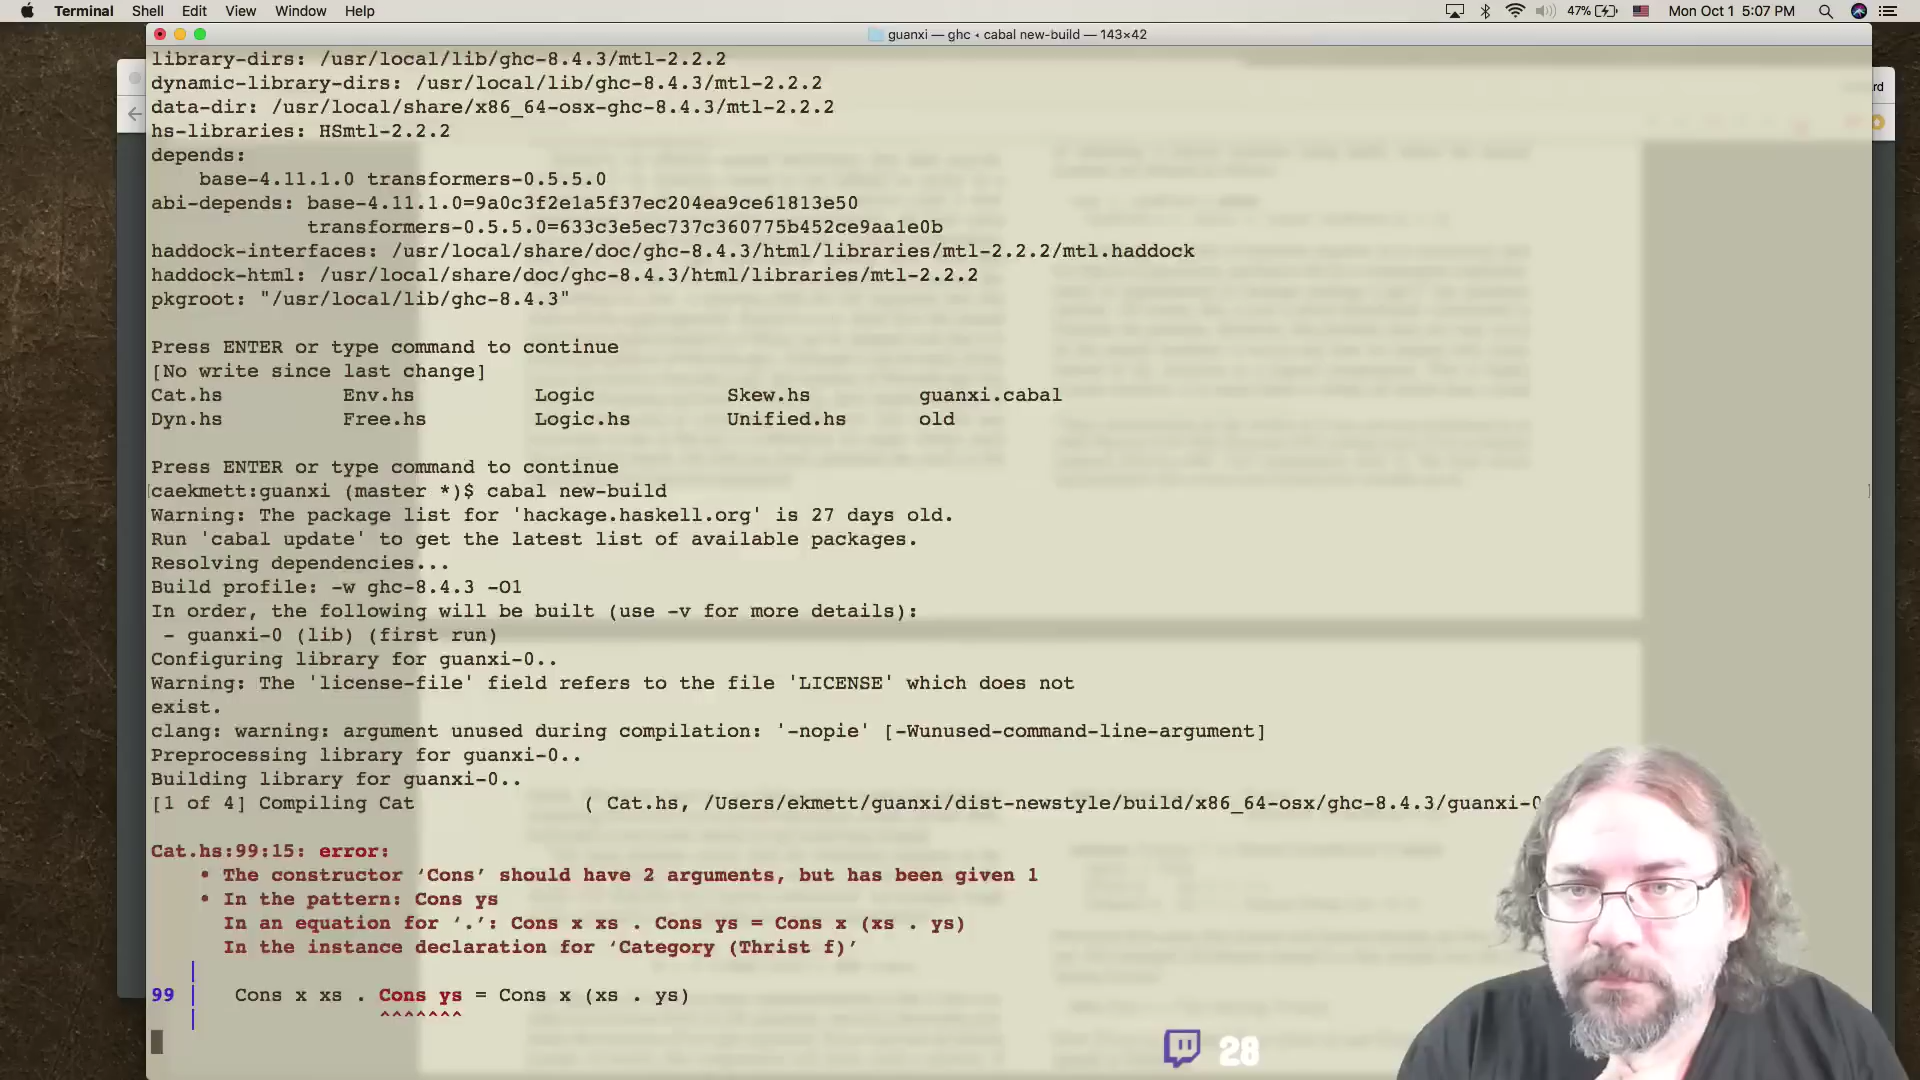 Terminal Shell Edit View Window Help
47% Mon Oct 1 5:07 PM
guanxi — ghc ◂ cabal new-build — 143×42
library-dirs: /usr/local/lib/ghc-8.4.3/mtl-2.2.2
dynamic-library-dirs: /usr/local/lib/ghc-8.4.3/mtl-2.2.2
data-dir: /usr/local/share/x86_64-osx-ghc-8.4.3/mtl-2.2.2
hs-libraries: HSmtl-2.2.2
depends:
base-4.11.1.0 transformers-0.5.5.0
abi-depends: base-4.11.1.0=9a0c3f2e1a5f37ec204ea9ce61813e50
transformers-0.5.5.0=633c3e5ec737c360775b452ce9aa1e0b
haddock-interfaces: /usr/local/share/doc/ghc-8.4.3/html/libraries/mtl-2.2.2/mtl.haddock
haddock-html: /usr/local/share/doc/ghc-8.4.3/html/libraries/mtl-2.2.2
pkgroot: "/usr/local/lib/ghc-8.4.3"
Press ENTER or type command to continue
[No write since last change]
Cat.hs Env.hs Logic Skew.hs guanxi.cabal
Dyn.hs Free.hs Logic.hs Unified.hs old
Press ENTER or type command to continue
caekmett:guanxi (master *)$ cabal new-build
Warning: The package list for 'hackage.haskell.org' is 27 days old.
Run 'cabal update' to get the latest list of available packages.
Resolving dependencies...
Build profile: -w ghc-8.4.3 -O1
In order, the following will be built (use -v for more details):
- guanxi-0 (lib) (first run)
Configuring library for guanxi-0..
Warning: The 'license-file' field refers to the file 'LICENSE' which does not
exist.
clang: warning: argument unused during compilation: '-nopie' [-Wunused-command-line-argument]
Preprocessing library for guanxi-0..
Building library for guanxi-0..
[1 of 4] Compiling Cat ( Cat.hs, /Users/ekmett/guanxi/dist-newstyle/build/x86_64-osx/ghc-8.4.3/guanxi-0
Cat.hs:99:15: error:
• The constructor ‘Cons’ should have 2 arguments, but has been given 1
• In the pattern: Cons ys
In an equation for ‘.’: Cons x xs . Cons ys = Cons x (xs . ys)
In the instance declaration for ‘Category (Thrist f)’
|
99 | Cons x xs . Cons ys = Cons x (xs . ys)
| ^^^^^^^
28